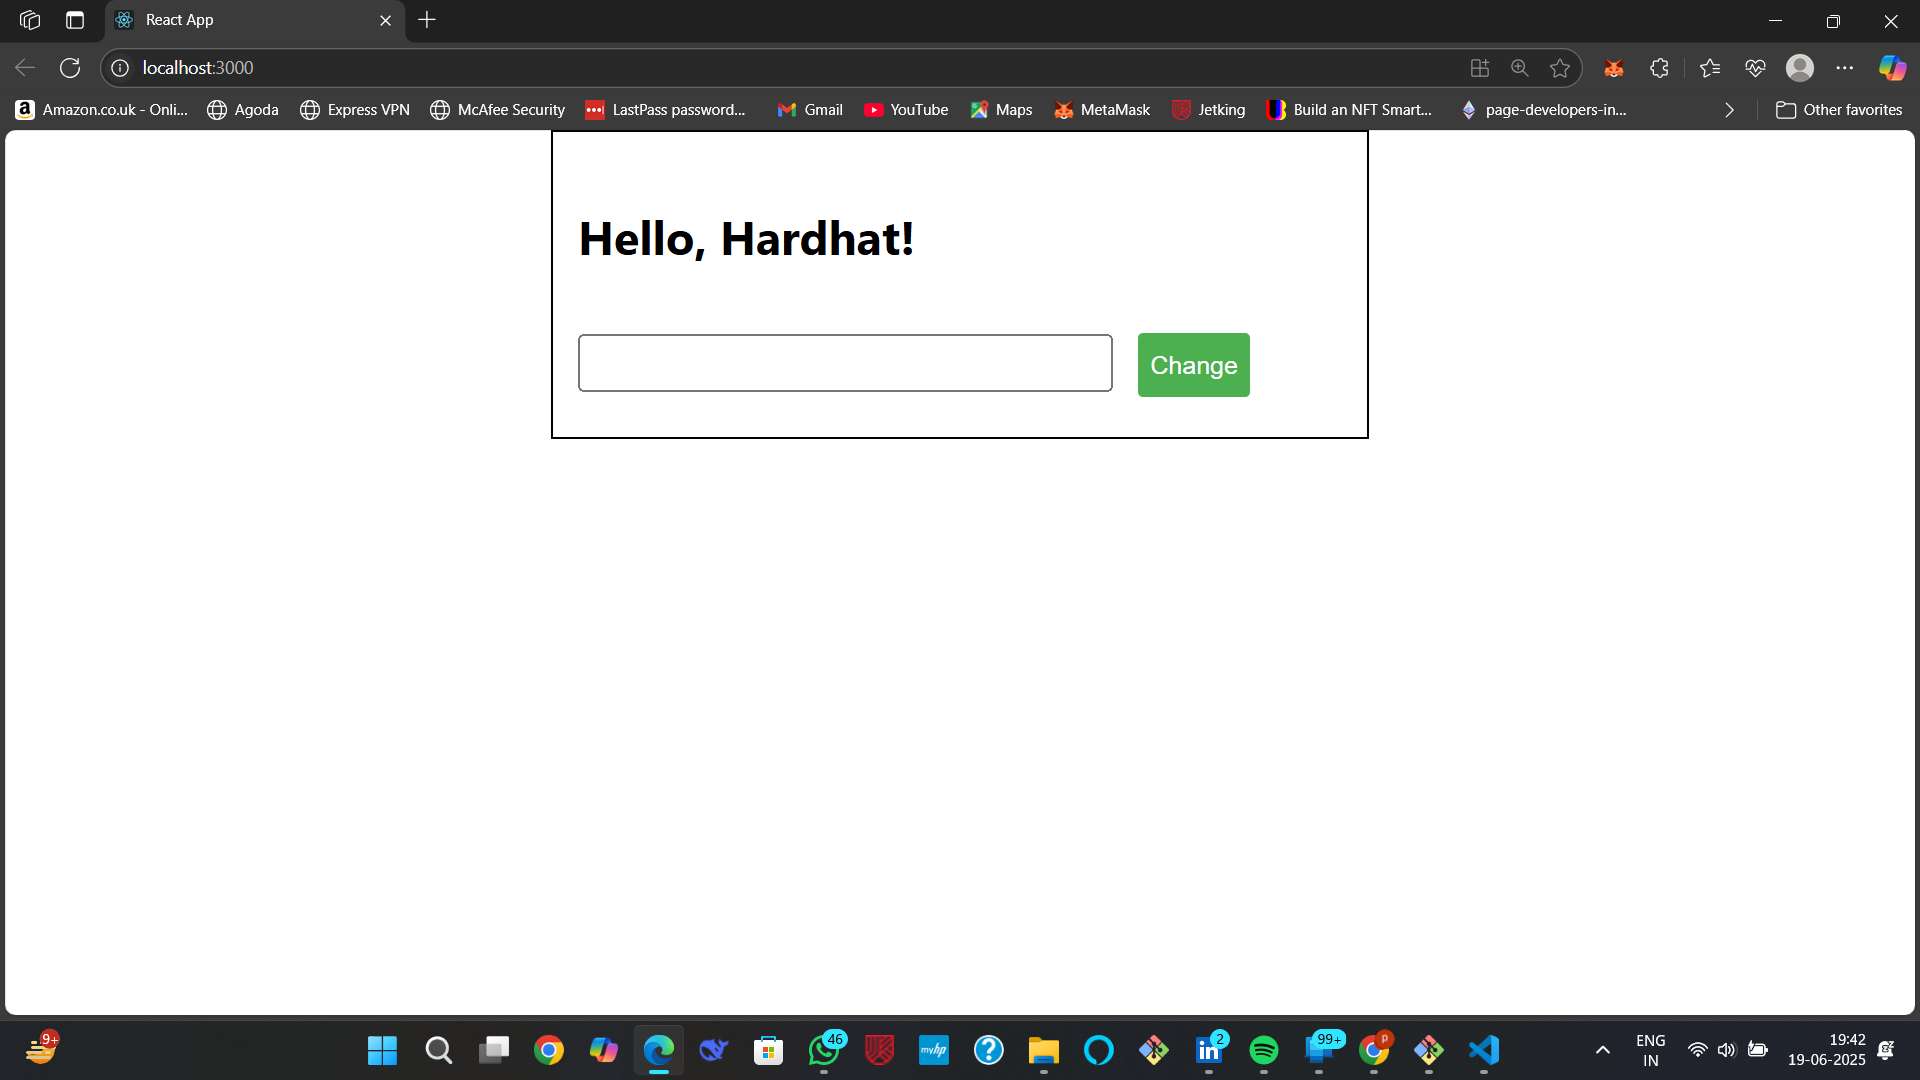 React App
localhost:3000
Amazon.co.uk - Onli... Agoda Express VPN McAfee Security LastPass password... Gmail YouTube Maps MetaMask Jetking Build an NFT Smart... page-developers-in... Other favorites
Hello, Hardhat!
Change
9+ 46 myhp 2 99+ P ENG 19:42
IN 19-06-2025